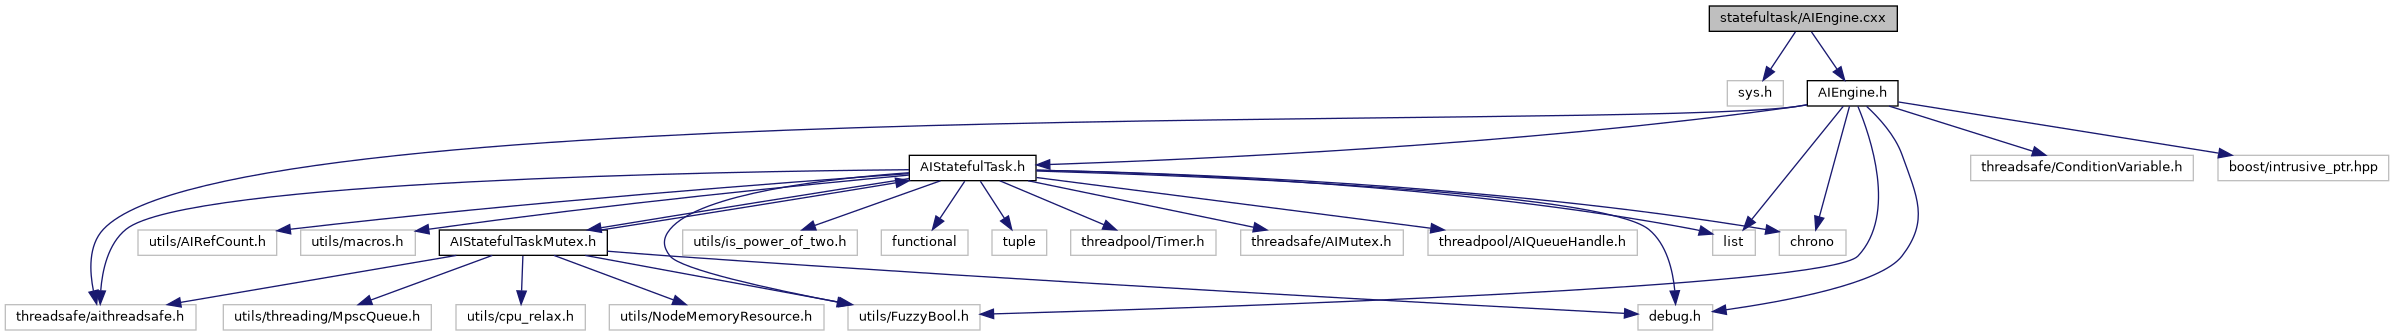 statefultask/AIEngine.cxx
sys.h
AIEngine.h
AIStatefulTask.h
threadsafe/ConditionVariable.h
boost/intrusive_ptr.hpp
utils/AIRefCount.h
utils/macros.h
AIStatefulTaskMutex.h
utils/is_power_of_two.h
functional
tuple
threadpool/Timer.h
threadsafe/AIMutex.h
threadpool/AIQueueHandle.h
list
chrono
threadsafe/aithreadsafe.h
utils/threading/MpscQueue.h
utils/cpu_relax.h
utils/NodeMemoryResource.h
utils/FuzzyBool.h
debug.h